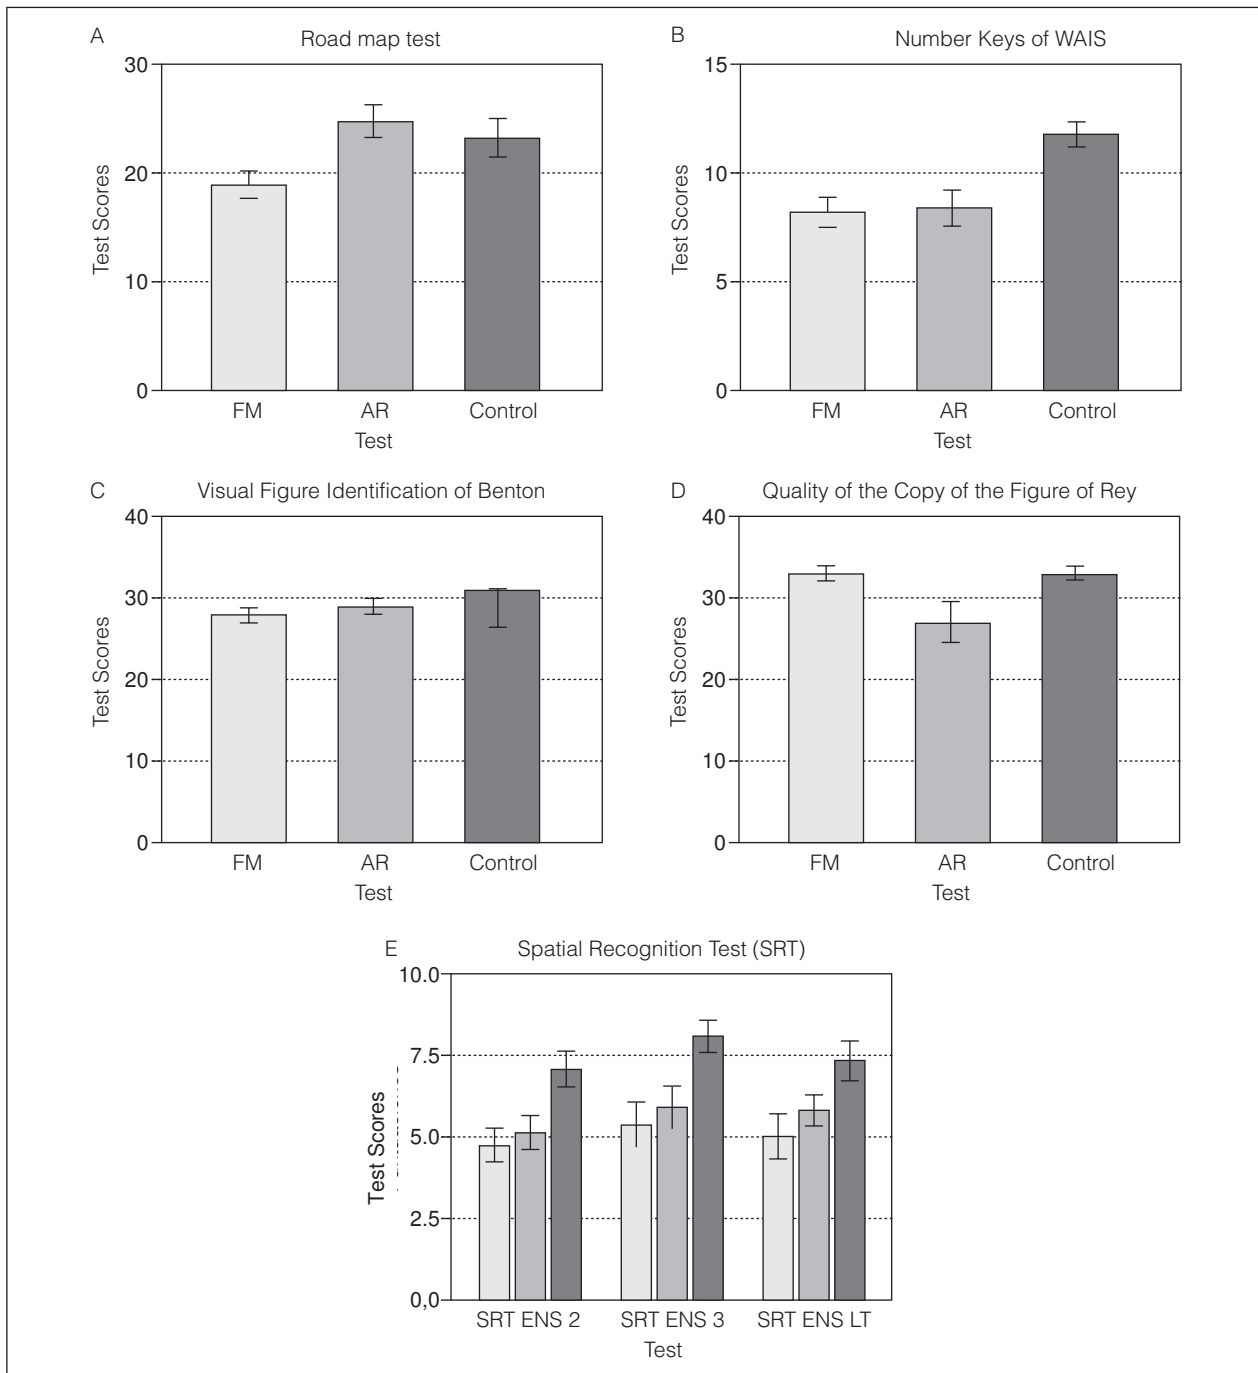 A
Road map test
30
20
10
0
Test Scores
FM
AR
Control
Test
B
Number Keys of WAIS
15
10
5
0
Test Scores
FM
AR
Control
Test
C
Visual Figure Identification of Benton
40
30
20
10
0
Test Scores
FM
AR
Control
Test
D
Quality of the Copy of the Figure of Rey
40
30
20
10
0
Test Scores
FM
AR
Control
Test
E
Spatial Recognition Test (SRT)
10.0
7.5
5.0
2.5
0,0
Test Scores
SRT ENS 2
SRT ENS 3
SRT ENS LT
Test